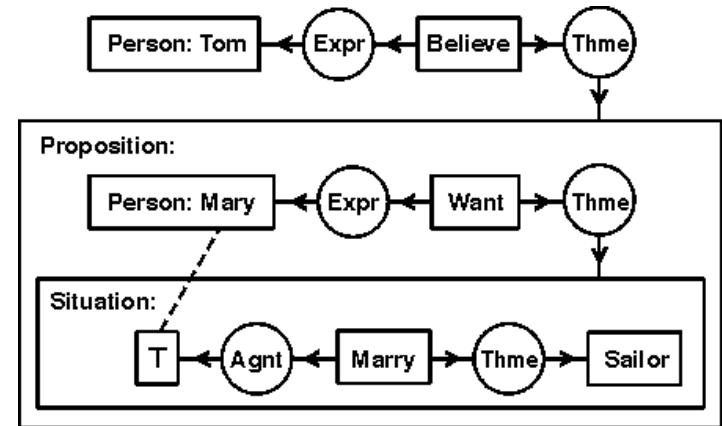 Person: Tom Expr Believe Thme
Proposition:
Person: Mary Expr Want Thme
Situation:
T Agnt Marry Thme Sailor